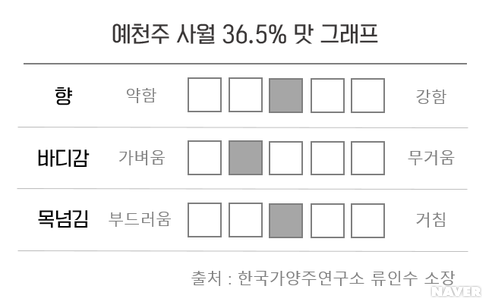 예천주 사월 36.5% 맛 그래프
향 약함 강함
바디감 가벼움 무거움
목넘김 부드러움 거침
출처 : 한국가양주연구소 류인수 소장
NAVER